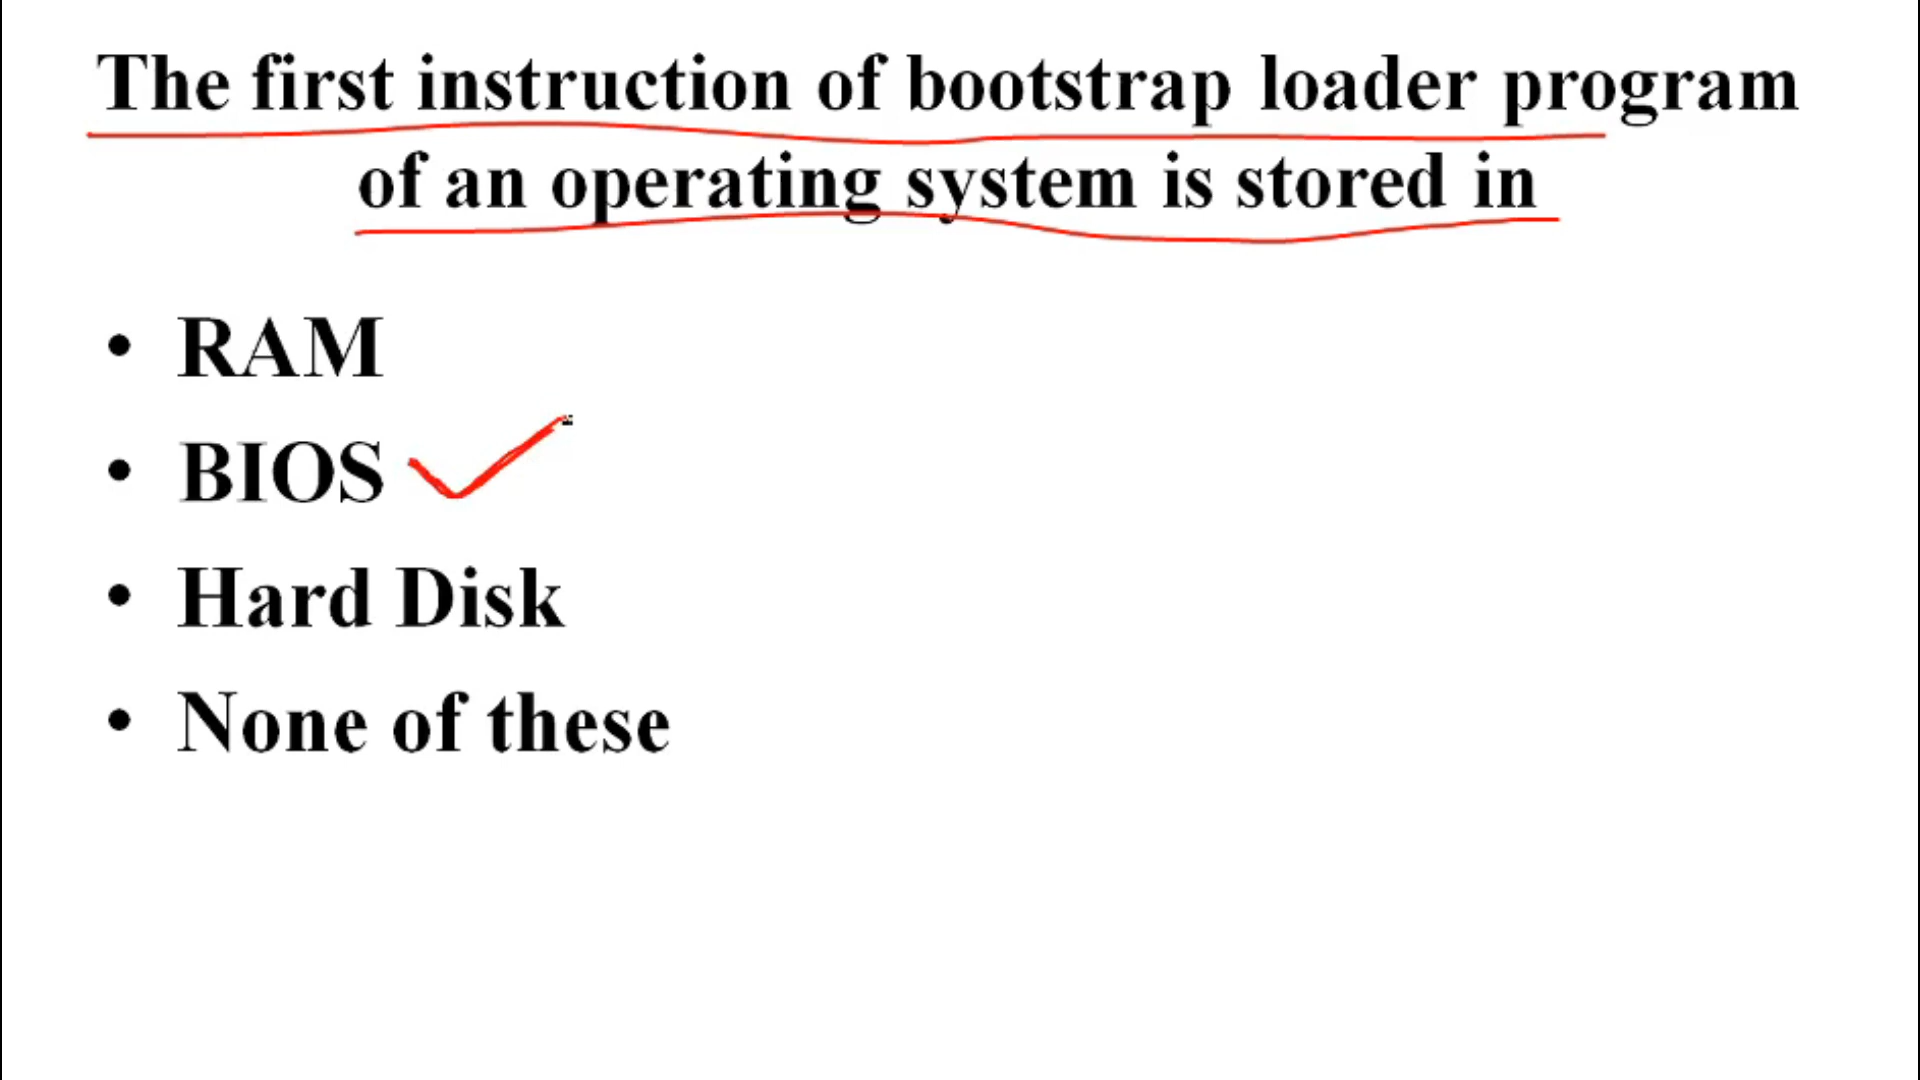 The first instruction of bootstrap loader program
of an operating system is stored in
• RAM
• BIOS
• Hard Disk
• None of these